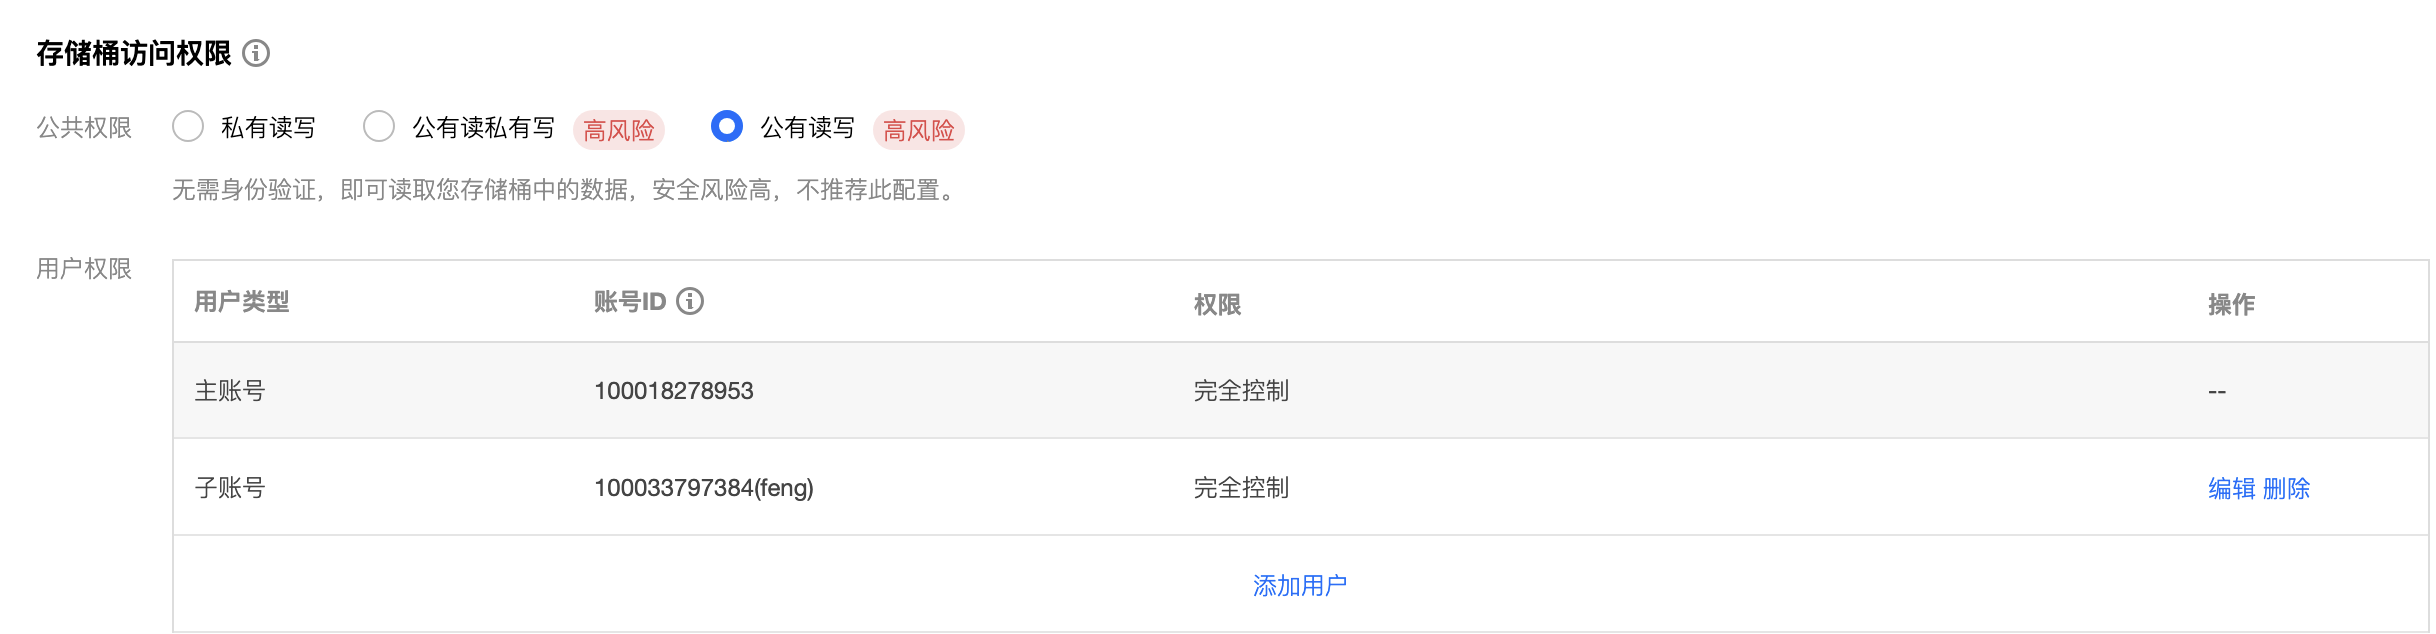 存储桶访问权限
公共权限 私有读写 公有读私有写 高风险 公有读写 高风险
无需身份验证，即可读取您存储桶中的数据，安全风险高，不推荐此配置。
用户权限
用户类型 账号ID 权限 操作
主账号 100018278953 完全控制 --
子账号 100033797384(feng) 完全控制 编辑 删除
添加用户